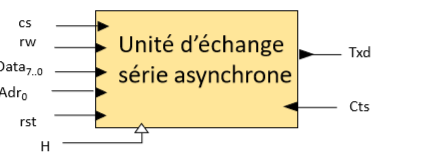 cs
rw
Data7..0
Adr0
rst
H
Unité d'échange
série asynchrone
Txd
Cts